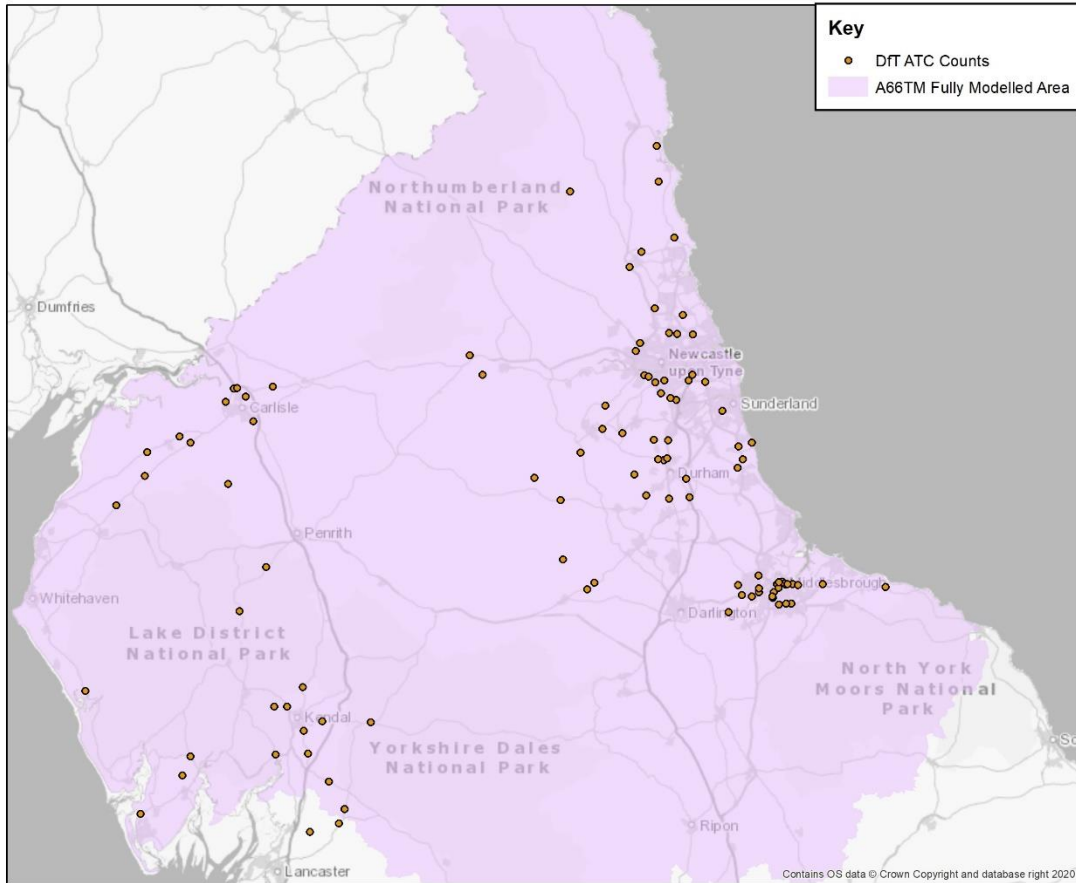 Key
DfT ATC Counts
A66TM Fully Modelled Area
Northumberland
National Park
Dumfries
Newcastle
upon Tyne
Carlisle
Sunderland
Durham
Penrith
Whitehaven
Middlesbrough
Darlington
Lake District
National Park
North York
Moors National
Park
Kendal
Yorkshire Dales
National Park
Ripon
Lancaster
Contains OS data © Crown Copyright and database right 2020